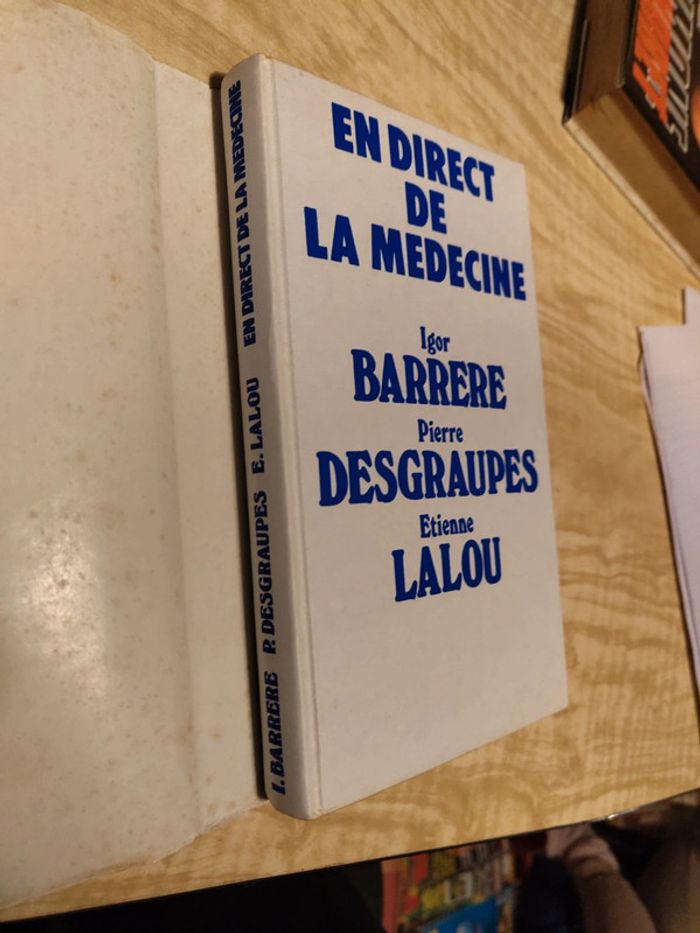 EN DIRECT
DE
LA MEDECINE
Igor
BARRERE
Pierre
DESGRAUPES
Etienne
LALOU
I. BARRERE P. DESGRAUPES E. LALOU EN DIRECT DE LA MEDECINE